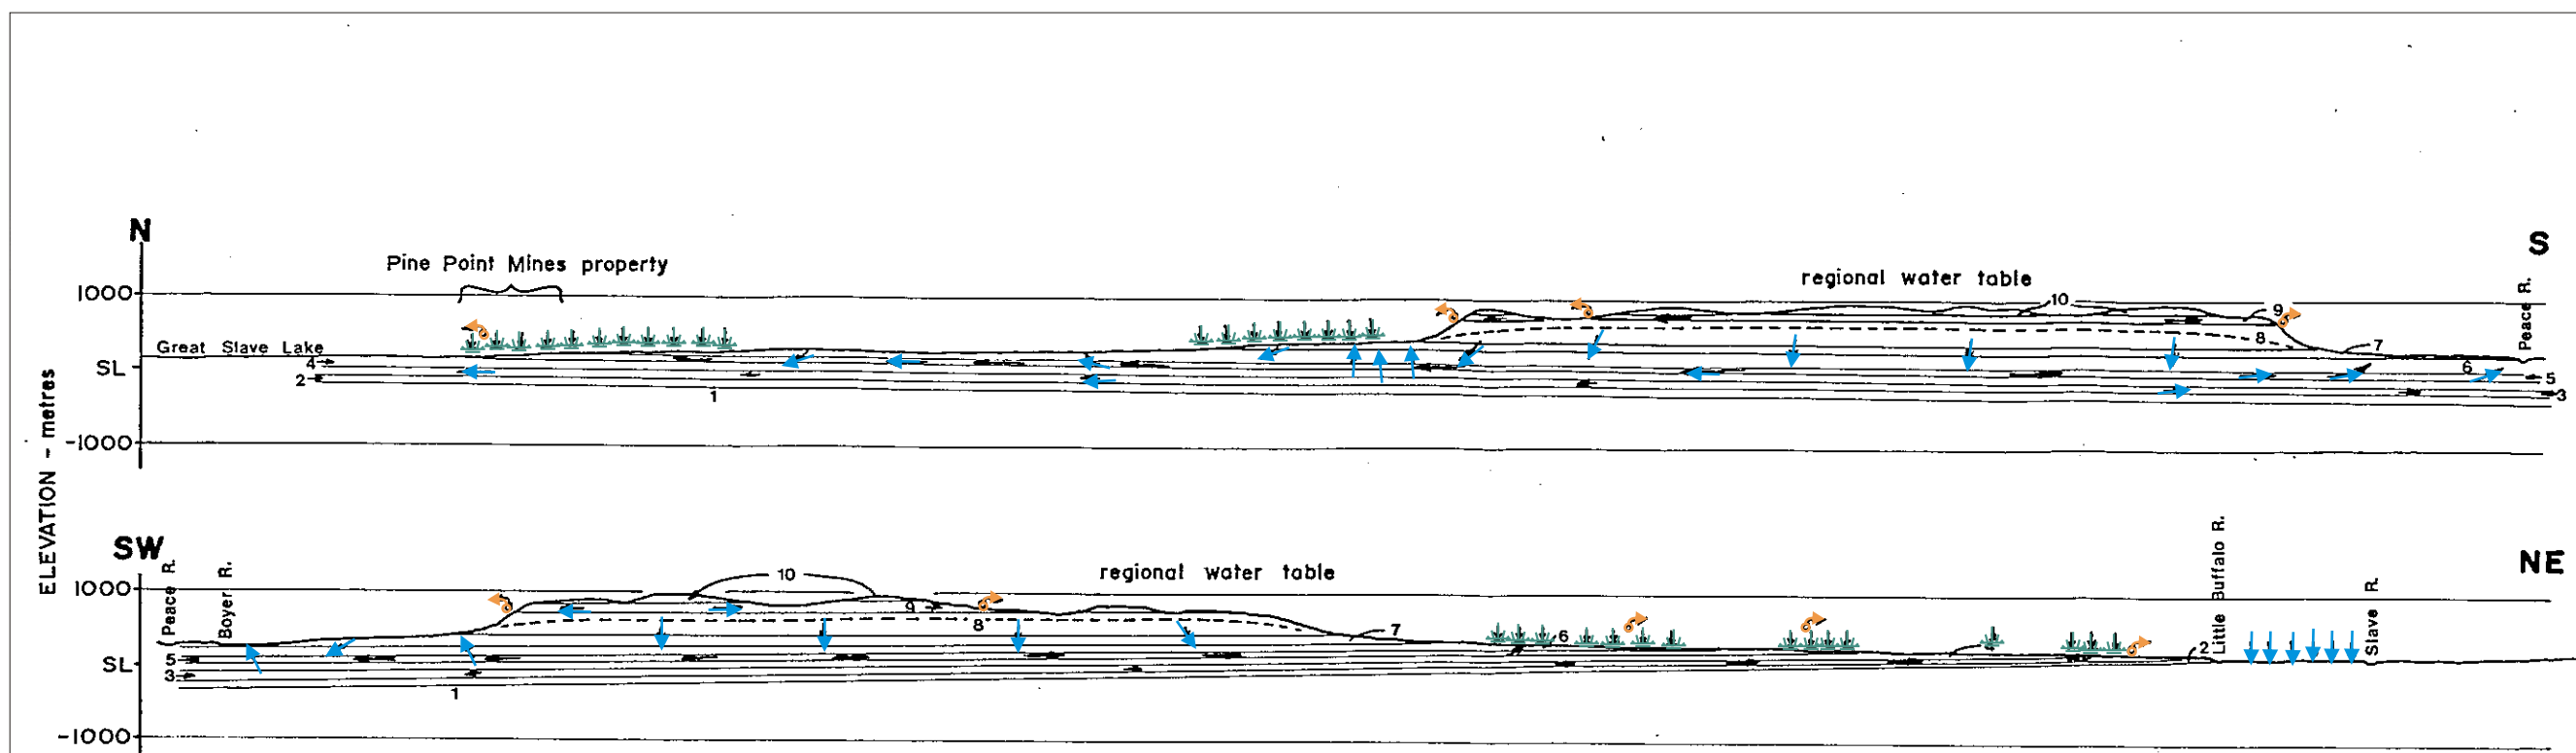 N
S
Pine Point Mines property
regional water table
Peace R.
1000
10
9
Great Slave Lake
8
7
4
SL
6
5
2
3
1
-1000
ELEVATION - metres
SW
NE
Peace R.
Boyer R.
Little Buffalo R.
Slave R.
regional water table
1000
10
9
8
7
6
5
SL
2
3
1
-1000